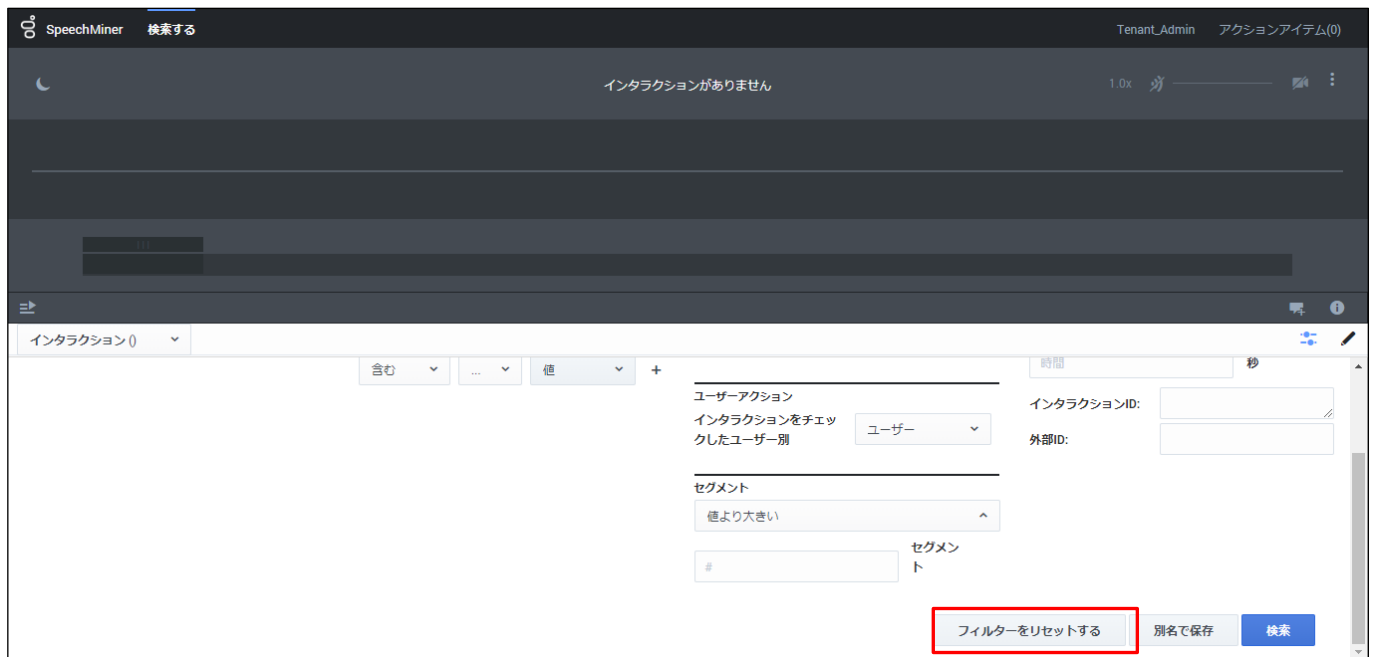 SpeechMiner 検索する Tenant_Admin アクションアイテム(0)
インタラクションがありません 1.0x
インタラクション ()
含む ... 値 + 時間 秒
ユーザーアクション
インタラクションをチェッ
クしたユーザー別
ユーザー
インタラクションID:
外部ID:
セグメント
値より大きい
# セグメン
ト
フィルターをリセットする 別名で保存 検索